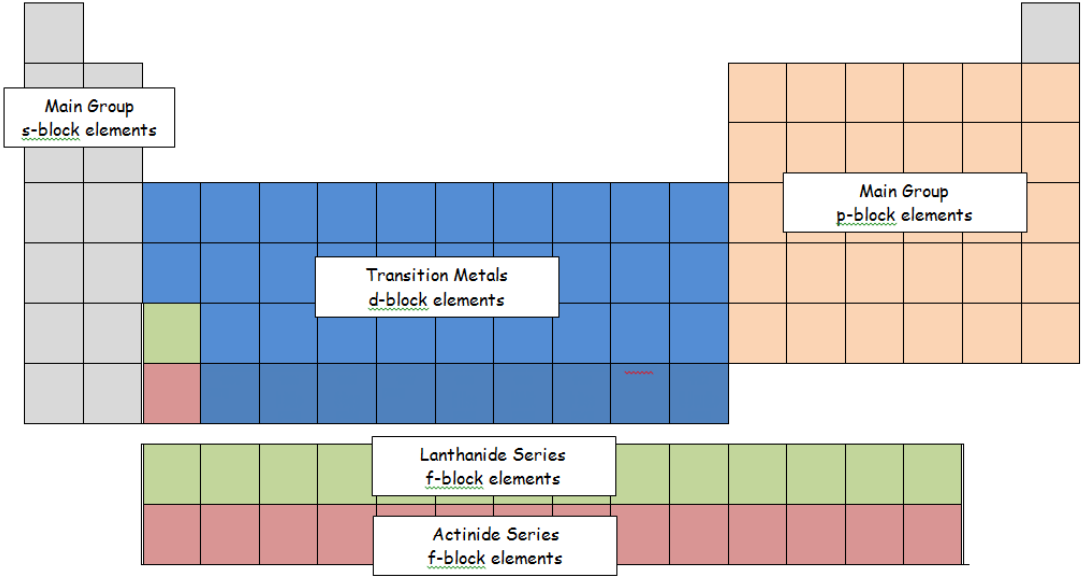 Main Group
s-block elements
Main Group
p-block elements
Transition Metals
d-block elements
Lanthanide Series
f-block elements
Actinide Series
f-block elements